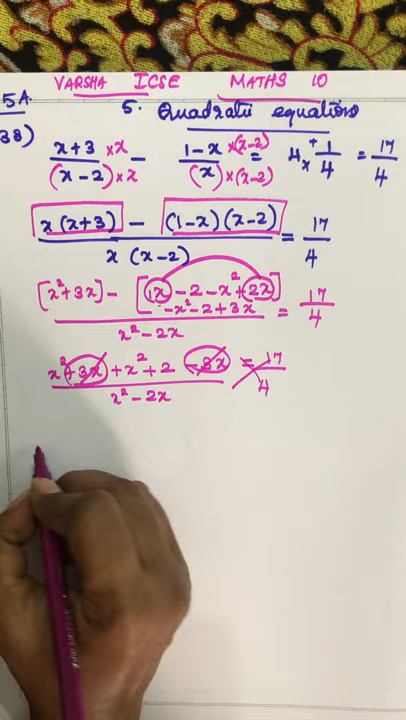 VARSHA ICSE MATHS 10
5A.
5. Quadratic equations
38)
x+3 ×x / (x-2) ×x - 1-x ×(x-2) / (x) ×(x-2) = 4 × + 1/4 = 17/4
x(x+3) - (1-x)(x-2) / x(x-2) = 17/4
[x²+3x] - [1x -2 -x² + 2x]
-x²-2+3x
/ x²-2x = 17/4
x²+3x+x²+2-3x / x²-2x = 17/4